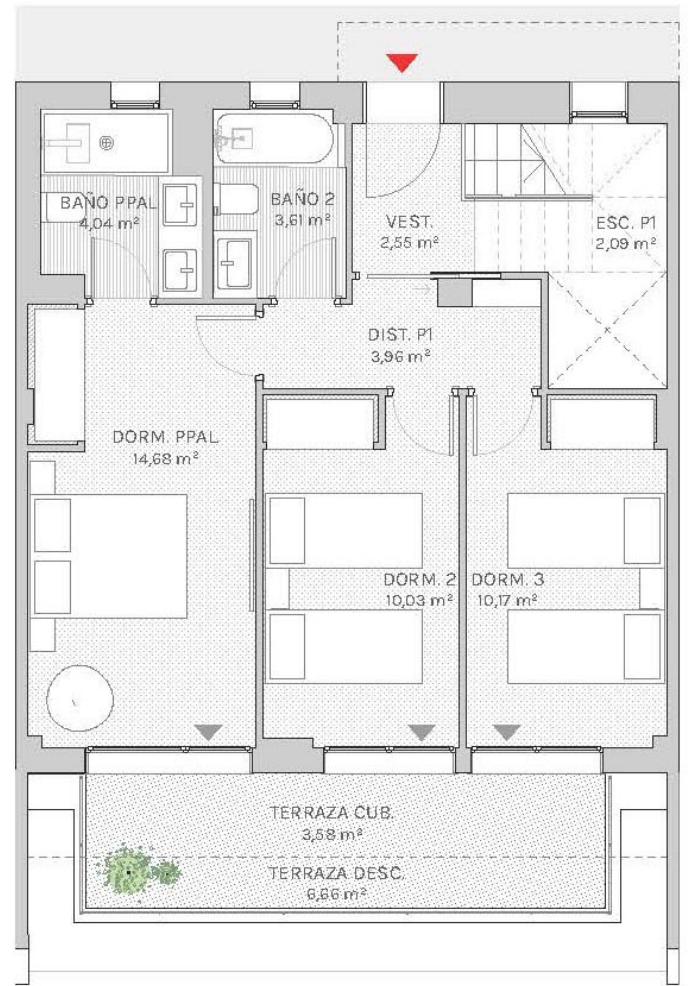 BAÑO PPAL
4,04 m²
BAÑO 2
3,61 m²
VEST.
2,55 m²
ESC. P1
2,09 m²
DIST. P1
3,96 m²
DORM. PPAL
14,68 m²
DORM. 2
10,03 m²
DORM. 3
10,17 m²
TERRAZA CUB.
3,58 m²
TERRAZA DESC.
6,66 m²